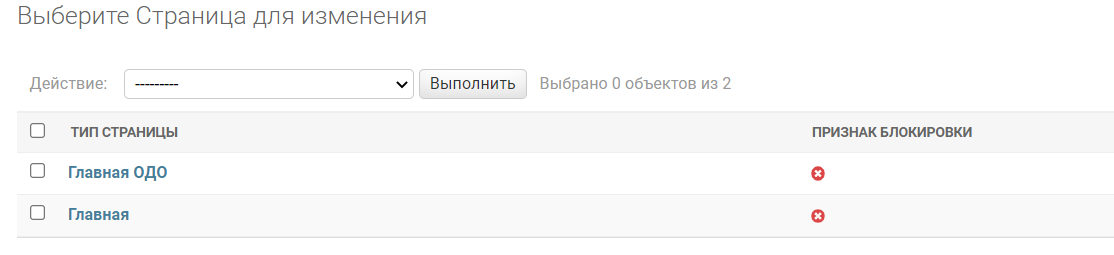 Выберите Страница для изменения
Действие: --------- Выполнить Выбрано 0 объектов из 2
ТИП СТРАНИЦЫ ПРИЗНАК БЛОКИРОВКИ
Главная ОДО
Главная